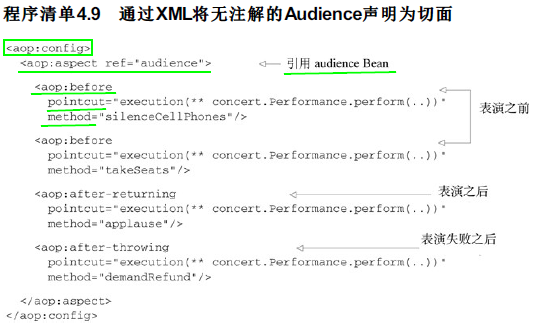 程序清单4.9 通过XML将无注解的Audience声明为切面
<aop:config>
<aop:aspect ref="audience"> 引用 audience Bean
<aop:before
pointcut="execution(** concert.Performance.perform(..))"
method="silenceCellPhones"/>
表演之前
<aop:before
pointcut="execution(** concert.Performance.perform(..))"
method="takeSeats"/>
<aop:after-returning 表演之后
pointcut="execution(** concert.Performance.perform(..))"
method="applause"/>
<aop:after-throwing 表演失败之后
pointcut="execution(** concert.Performance.perform(..))"
method="demandRefund"/>
</aop:aspect>
</aop:config>